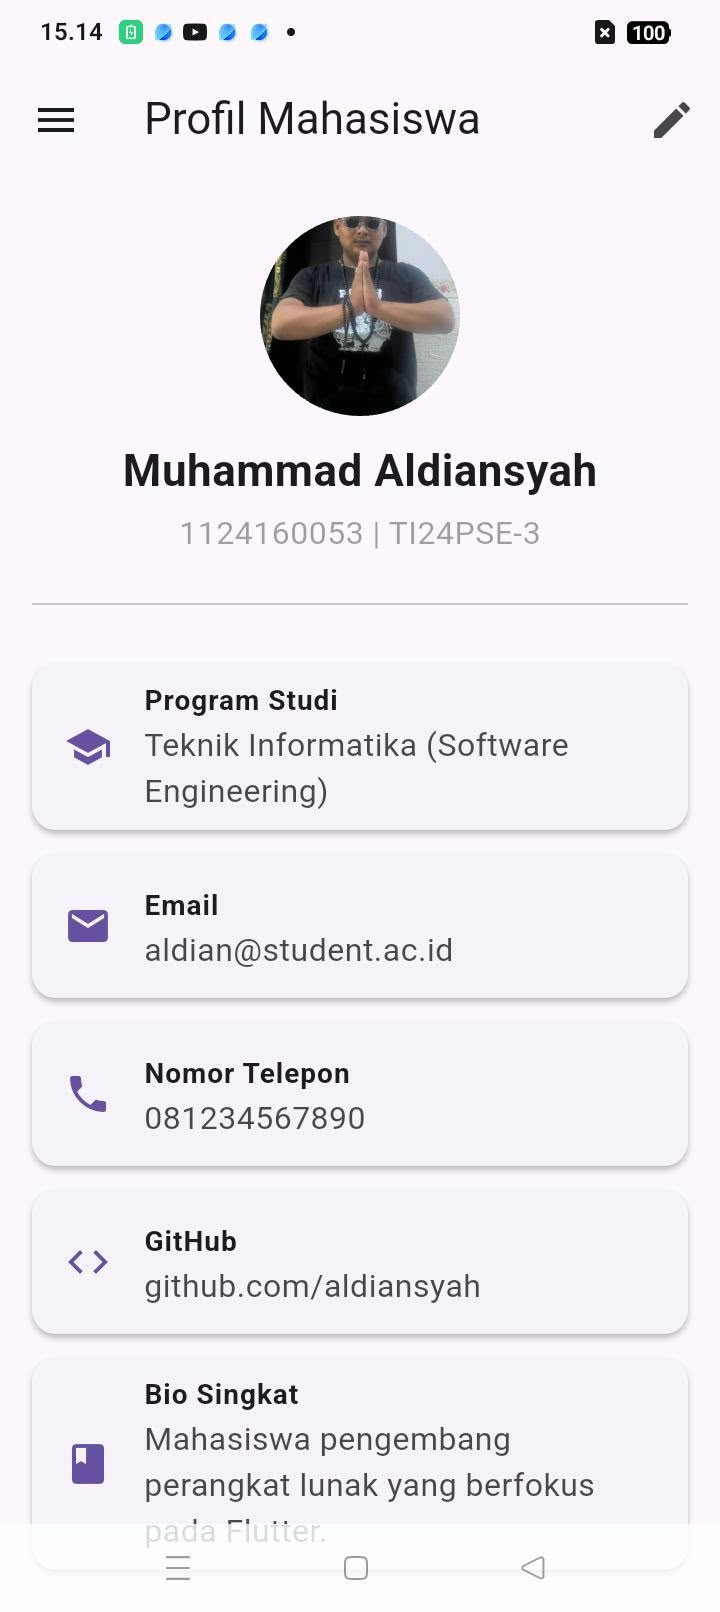 15.14
100
Profil Mahasiswa
Muhammad Aldiansyah
1124160053 | TI24PSE-3
Program Studi
Teknik Informatika (Software
Engineering)
Email
aldian@student.ac.id
Nomor Telepon
081234567890
GitHub
github.com/aldiansyah
Bio Singkat
Mahasiswa pengembang
perangkat lunak yang berfokus
pada Flutter.